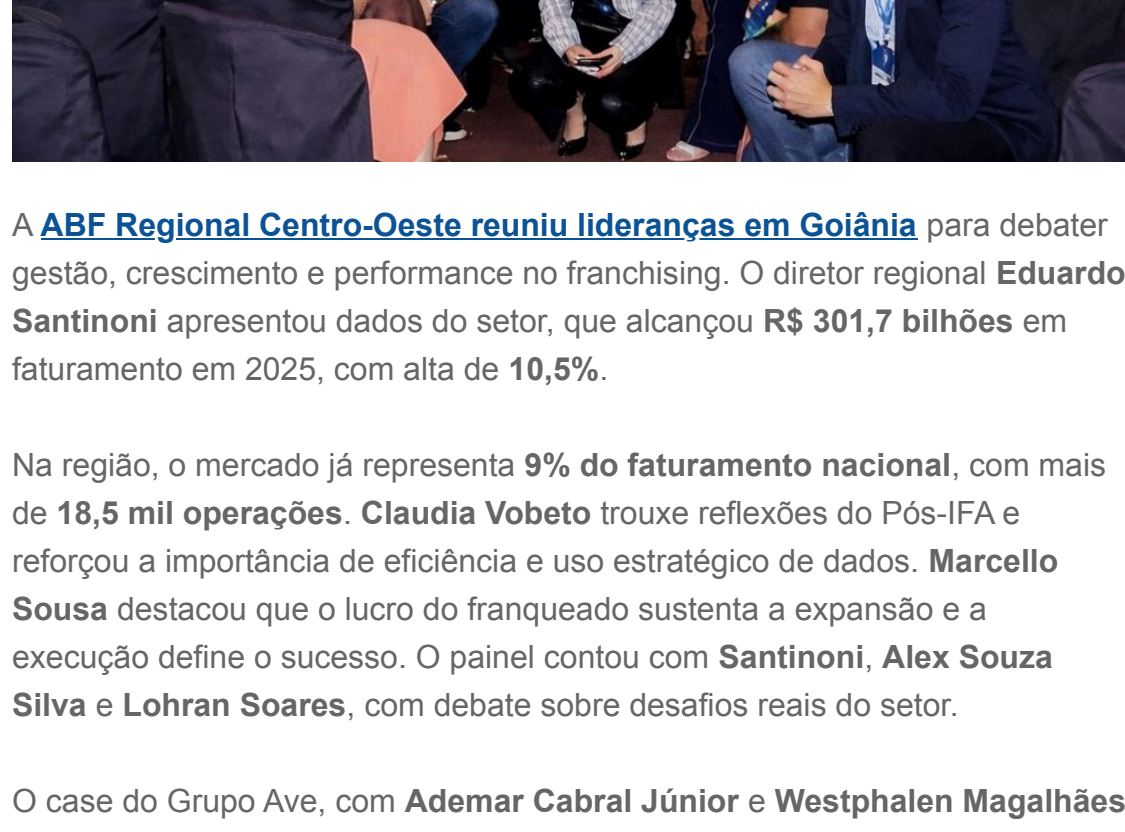 A ABF Regional Centro-Oeste reuniu lideranças em Goiânia para debater
gestão, crescimento e performance no franchising. O diretor regional Eduardo
Santinoni apresentou dados do setor, que alcançou R$ 301,7 bilhões em
faturamento em 2025, com alta de 10,5%.
Na região, o mercado já representa 9% do faturamento nacional, com mais
de 18,5 mil operações. Claudia Vobeto trouxe reflexões do Pós-IFA e
reforçou a importância de eficiência e uso estratégico de dados. Marcello
Sousa destacou que o lucro do franqueado sustenta a expansão e a
execução define o sucesso. O painel contou com Santinoni, Alex Souza
Silva e Lohran Soares, com debate sobre desafios reais do setor.
O case do Grupo Ave, com Ademar Cabral Júnior e Westphalen Magalhães